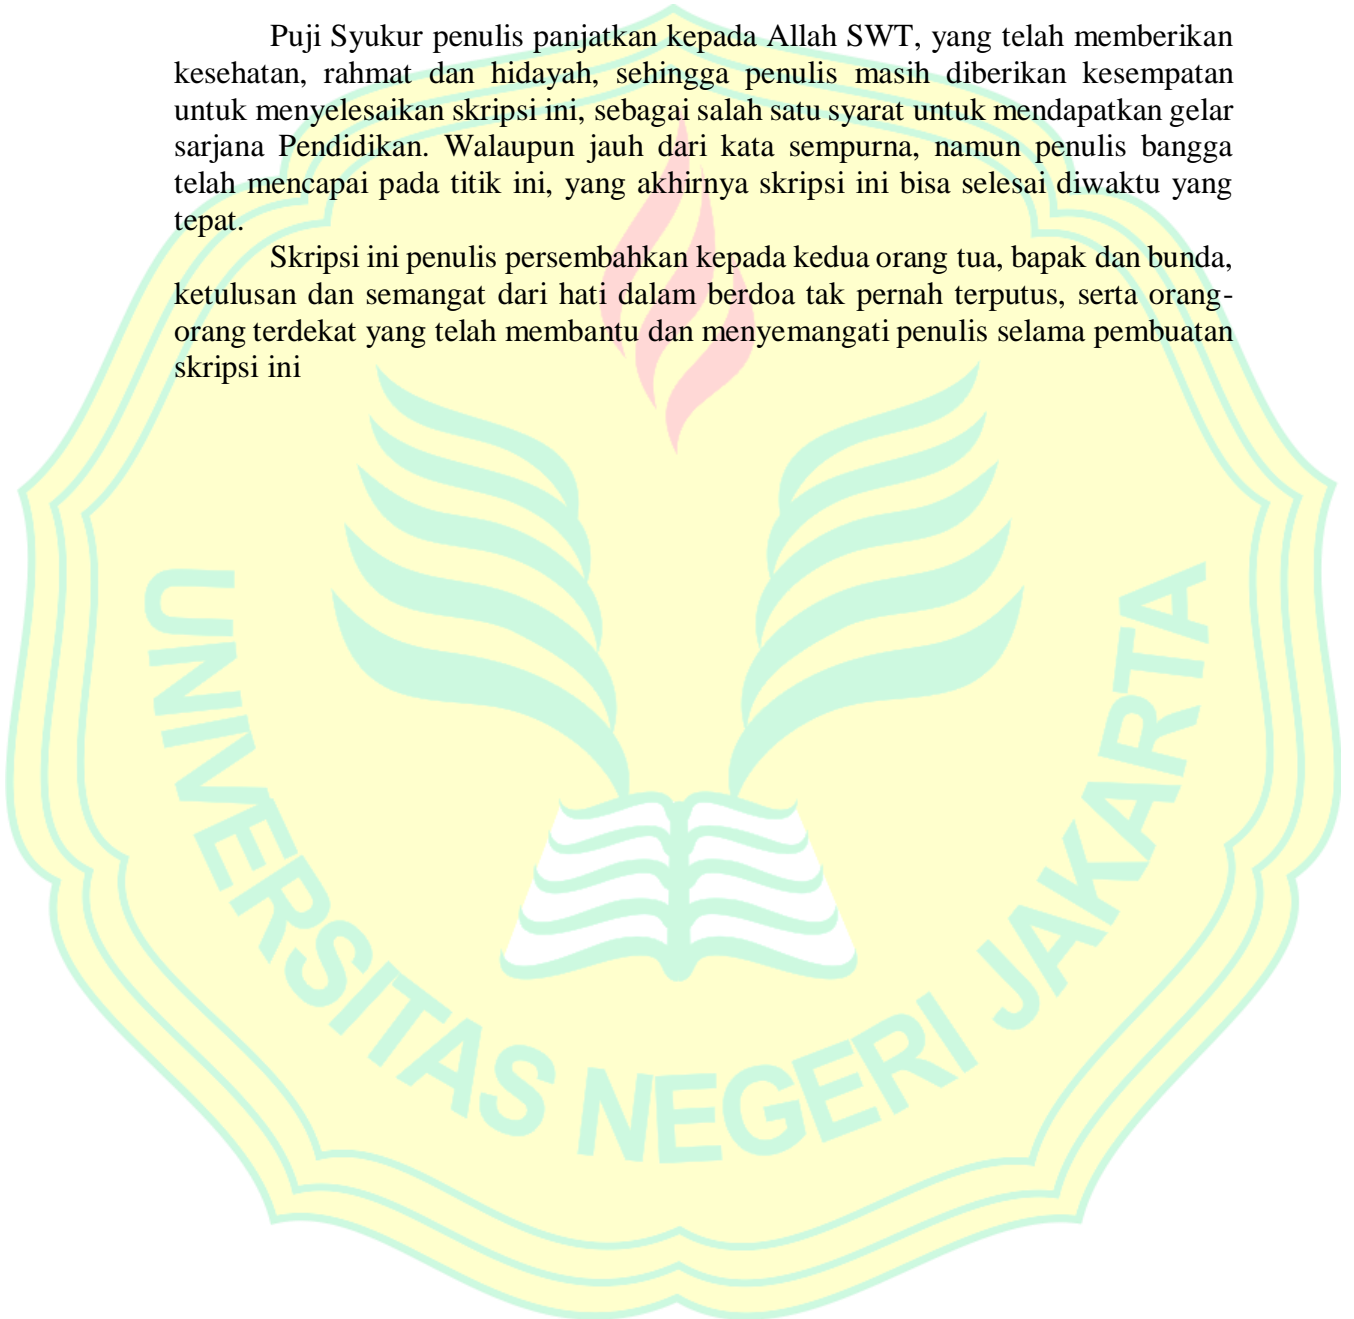 Puji Syukur penulis panjatkan kepada Allah SWT, yang telah memberikan
kesehatan, rahmat dan hidayah, sehingga penulis masih diberikan kesempatan
untuk menyelesaikan skripsi ini, sebagai salah satu syarat untuk mendapatkan gelar
sarjana Pendidikan. Walaupun jauh dari kata sempurna, namun penulis bangga
telah mencapai pada titik ini, yang akhirnya skripsi ini bisa selesai diwaktu yang
tepat.
Skripsi ini penulis persembahkan kepada kedua orang tua, bapak dan bunda,
ketulusan dan semangat dari hati dalam berdoa tak pernah terputus, serta orang-
orang terdekat yang telah membantu dan menyemangati penulis selama pembuatan
skripsi ini
UNIVERSITAS NEGERI JAKARTA